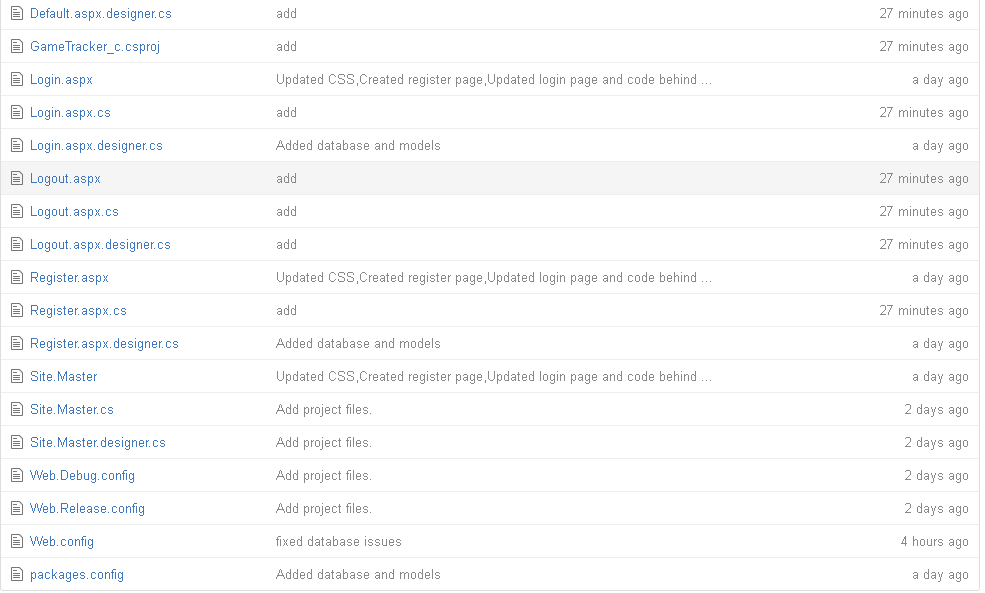 Default.aspx.designer.cs add 27 minutes ago
GameTracker_c.csproj add 27 minutes ago
Login.aspx Updated CSS,Created register page,Updated login page and code behind ... a day ago
Login.aspx.cs add 27 minutes ago
Login.aspx.designer.cs Added database and models a day ago
Logout.aspx add 27 minutes ago
Logout.aspx.cs add 27 minutes ago
Logout.aspx.designer.cs add 27 minutes ago
Register.aspx Updated CSS,Created register page,Updated login page and code behind ... a day ago
Register.aspx.cs add 27 minutes ago
Register.aspx.designer.cs Added database and models a day ago
Site.Master Updated CSS,Created register page,Updated login page and code behind ... a day ago
Site.Master.cs Add project files. 2 days ago
Site.Master.designer.cs Add project files. 2 days ago
Web.Debug.config Add project files. 2 days ago
Web.Release.config Add project files. 2 days ago
Web.config fixed database issues 4 hours ago
packages.config Added database and models a day ago